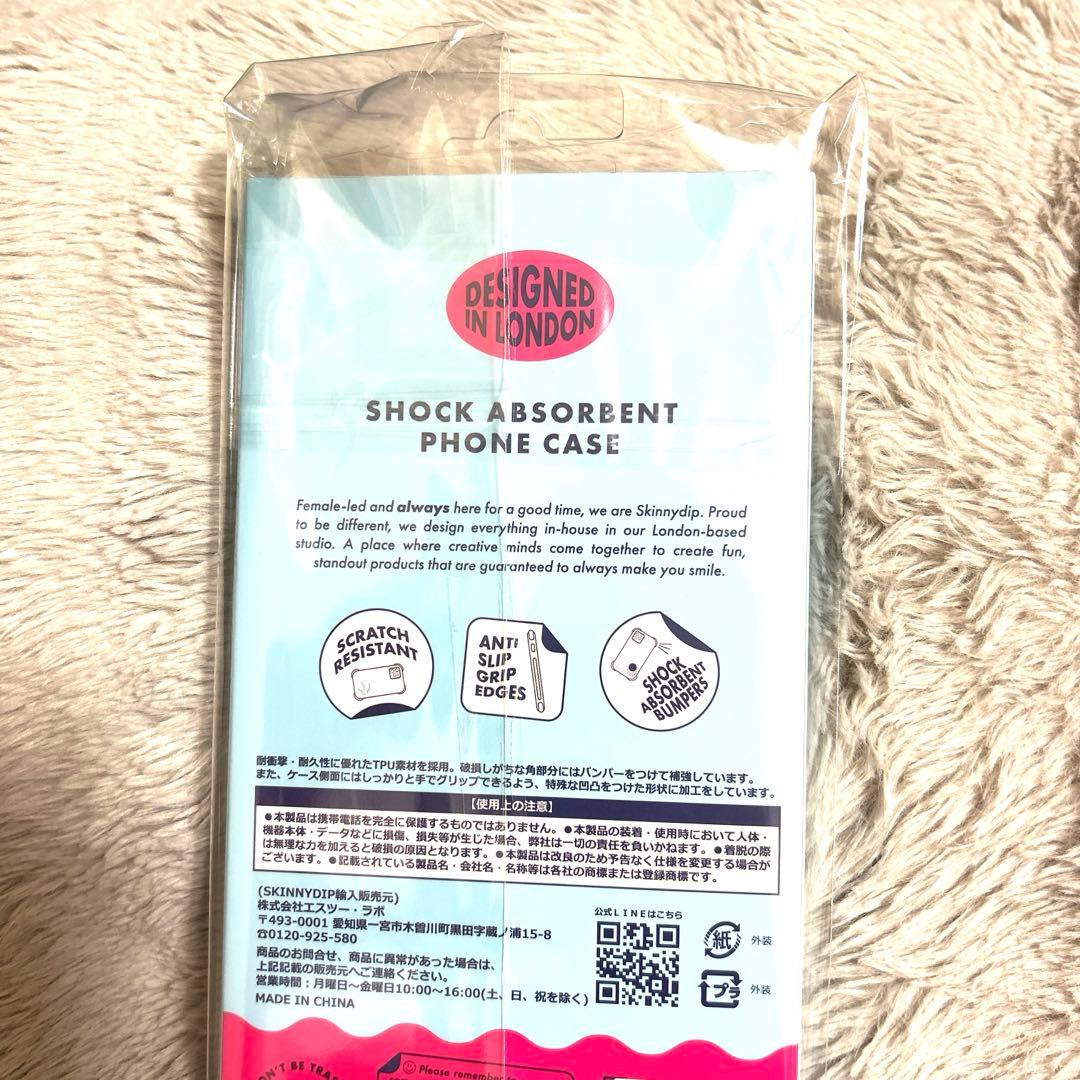 DESIGNED
IN LONDON
SHOCK ABSORBENT
PHONE CASE
Female-led and always here for a good time, we are Skinnydip. Proud
to be different, we design everything in-house in our London-based
studio. A place where creative minds come together to create fun,
standout products that are guaranteed to always make you smile.
SCRATCH
RESISTANT
ANTI
SLIP
GRIP
EDGES
SHOCK
ABSORBENT
BUMPERS
耐衝撃・耐久性に優れたTPU素材を採用。破損しがちな角部分にはバンパーをつけて補強しています。
また、ケース側面にはしっかりと手でグリップできるよう、特殊な凹凸をつけた形状に加工をしています。
【使用上の注意】
●本製品は携帯電話を完全に保護するものではありません。●本製品の装着・使用時において人体・
機器本体・データなどに損傷、損失等が生じた場合、弊社は一切の責任を負いかねます。●着脱の際
は無理な力を加えると破損の原因となります。●本製品は改良のため予告なく仕様を変更する場合が
ございます。●記載されている製品名・会社名・名称等は各社の商標または登録商標です。
(SKINNYDIP輸入販売元)
株式会社エスツー・ラボ
〒493-0001 愛知県一宮市木曽川町黒田字蔵ノ浦15-8
☎0120-925-580
商品のお問合せ、商品に異常があった場合は、
上記記載の販売元へご連絡ください。
営業時間：月曜日～金曜日10:00～16:00(土、日、祝を除く)
MADE IN CHINA
公式LINEはこちら
紙 外装
プラ 外装
Please remember